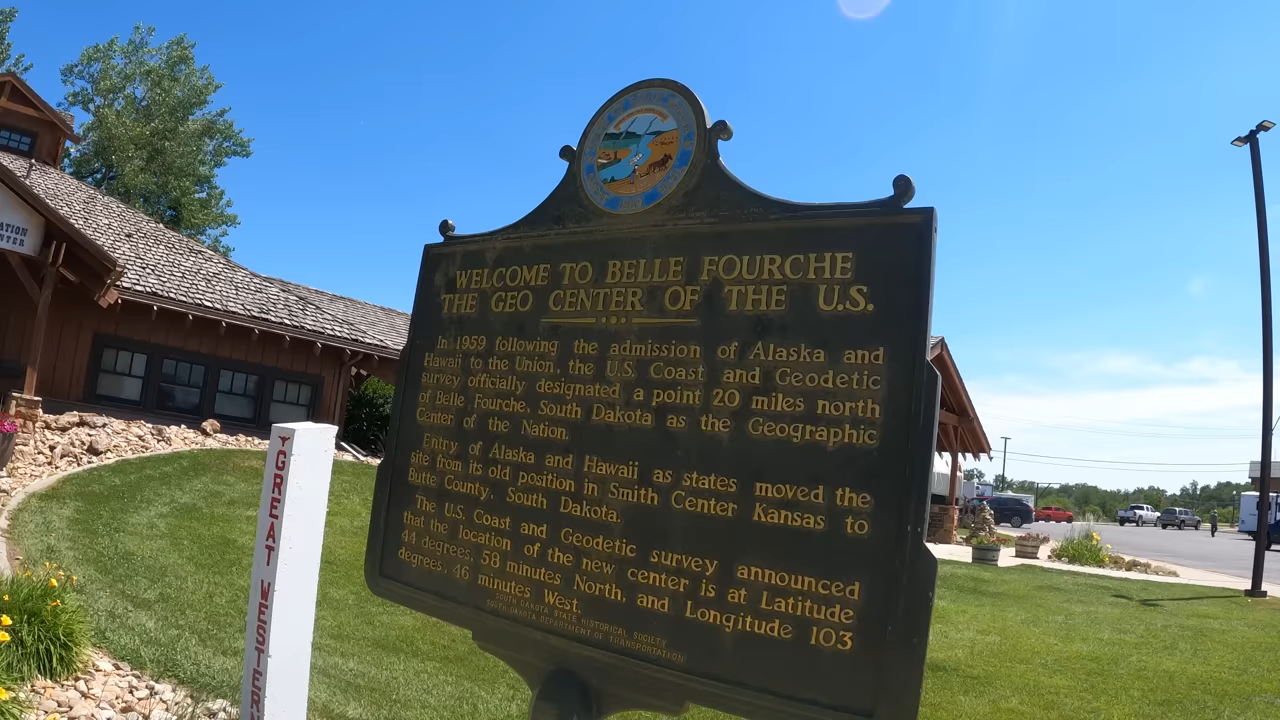 WELCOME TO BELLE FOURCHE
THE GEO CENTER OF THE U.S.
In 1959 following the admission of Alaska and
Hawaii to the Union, the U.S. Coast and Geodetic
survey officially designated a point 20 miles north
of Belle Fourche, South Dakota as the Geographic
Center of the Nation.
Entry of Alaska and Hawaii as states moved the
site from its old position in Smith Center Kansas to
Butte County, South Dakota.
The U.S. Coast and Geodetic survey announced
that the location of the new center is at Latitude
44 degrees, 58 minutes North, and Longitude 103
degrees, 46 minutes West.
SOUTH DAKOTA STATE HISTORICAL SOCIETY
SOUTH DAKOTA DEPARTMENT OF TRANSPORTATION
GREAT WESTERN
ATION
NTER